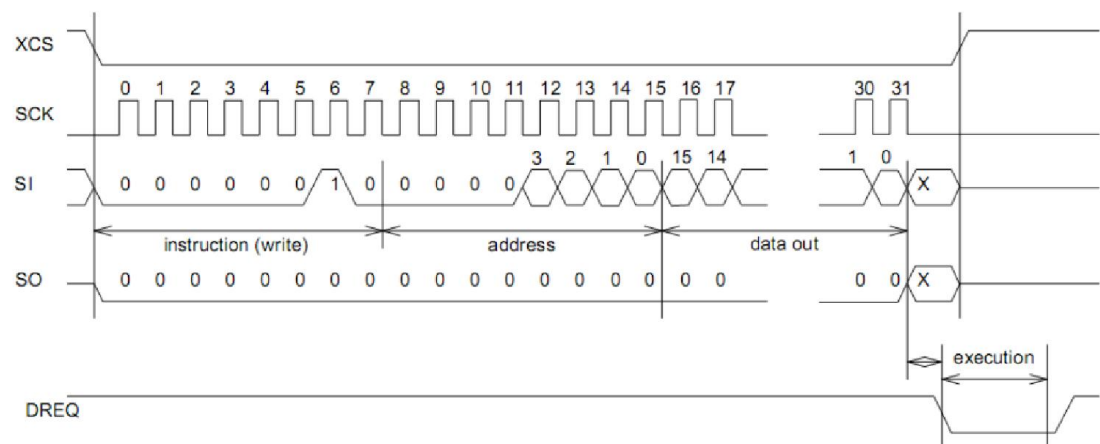 XCS
0 1 2 3 4 5 6 7 8 9 10 11 12 13 14 15 16 17 30 31
SCK
3 2 1 0 15 14 1 0
SI 0 0 0 0 0 0 1 0 0 0 0 0 X
instruction (write) address data out
SO 0 0 0 0 0 0 0 0 0 0 0 0 0 0 0 0 0 0 0 0 X
execution
DREQ